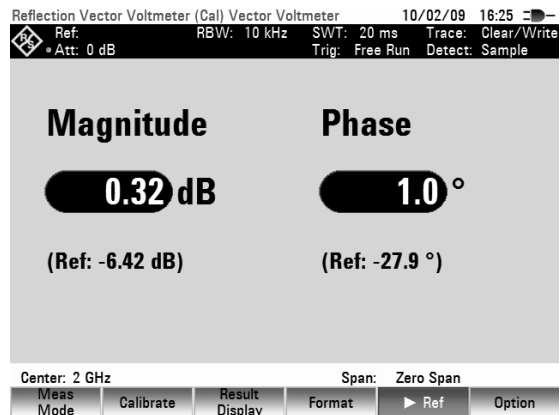 Reflection Vector Voltmeter (Cal) Vector Voltmeter 10/02/09 16:25
Ref: RBW: 10 kHz SWT: 20 ms Trace: Clear/Write
Att: 0 dB Trig: Free Run Detect: Sample
Magnitude Phase
0.32 dB 1.0 °
(Ref: -6.42 dB) (Ref: -27.9 °)
Center: 2 GHz Span: Zero Span
Meas Mode Calibrate Result Display Format ► Ref Option